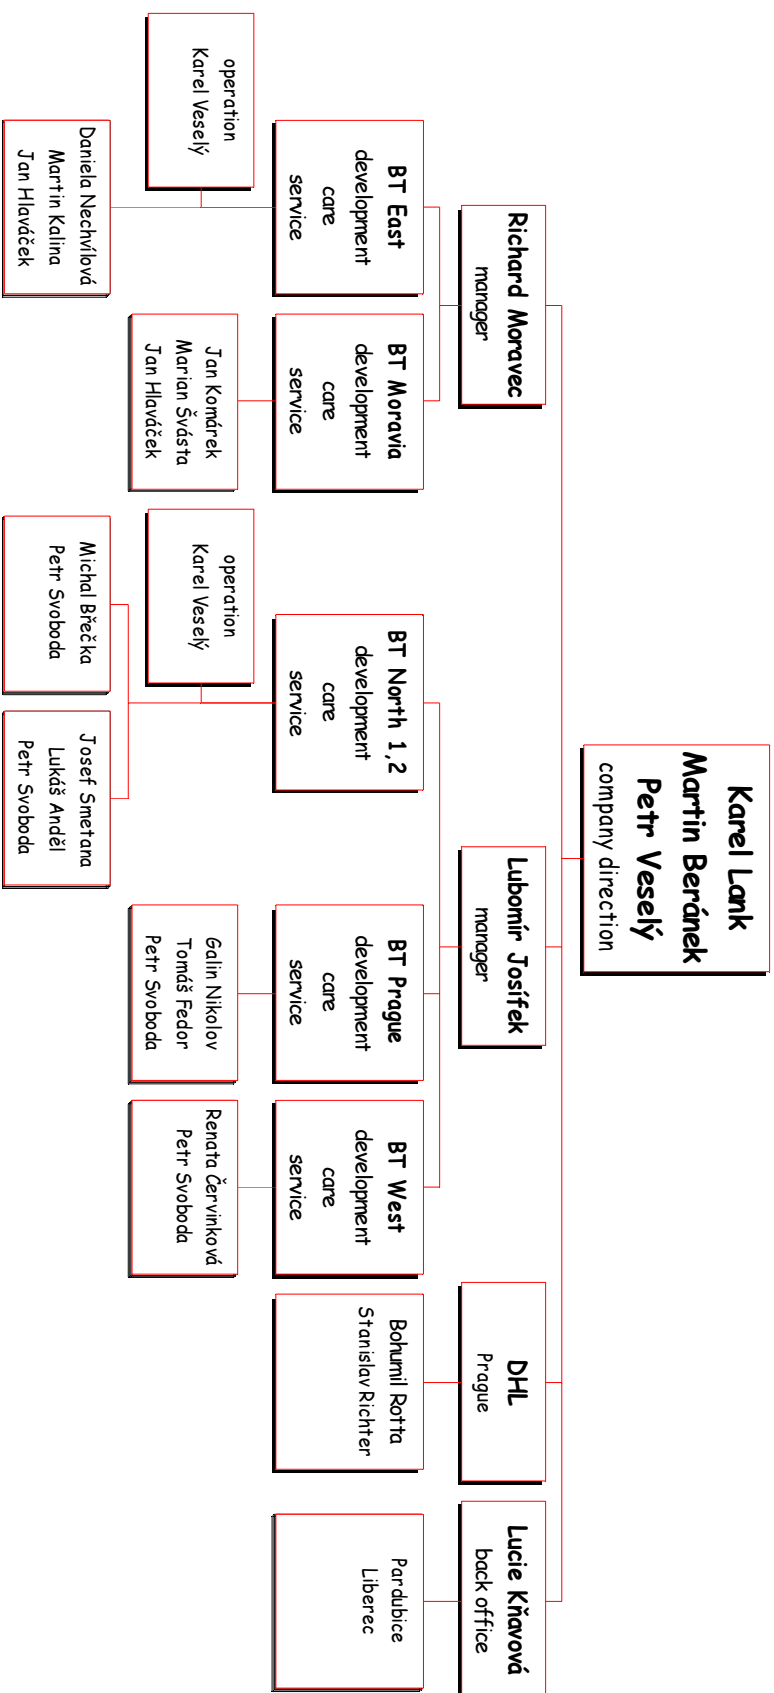 Karel Lank
Martin Beránek
Petr Veselý
company direction
Richard Moravec
manager
Lubomír Josífek
manager
DHL
Prague
Lucie Kňavová
back office
BT East
development
care
service
BT Moravia
development
care
service
BT North 1,2
development
care
service
BT Prague
development
care
service
BT West
development
care
service
Bohumil Rotta
Stanislav Richter
Pardubice
Liberec
operation
Karel Veselý
Jan Komárek
Marian Švásta
Jan Hlaváček
operation
Karel Veselý
Galin Nikolov
Tomáš Fedor
Petr Svoboda
Renata Červinková
Petr Svoboda
Daniela Nechvílová
Martin Kalina
Jan Hlaváček
Michal Břečka
Petr Svoboda
Josef Smetana
Lukáš Anděl
Petr Svoboda